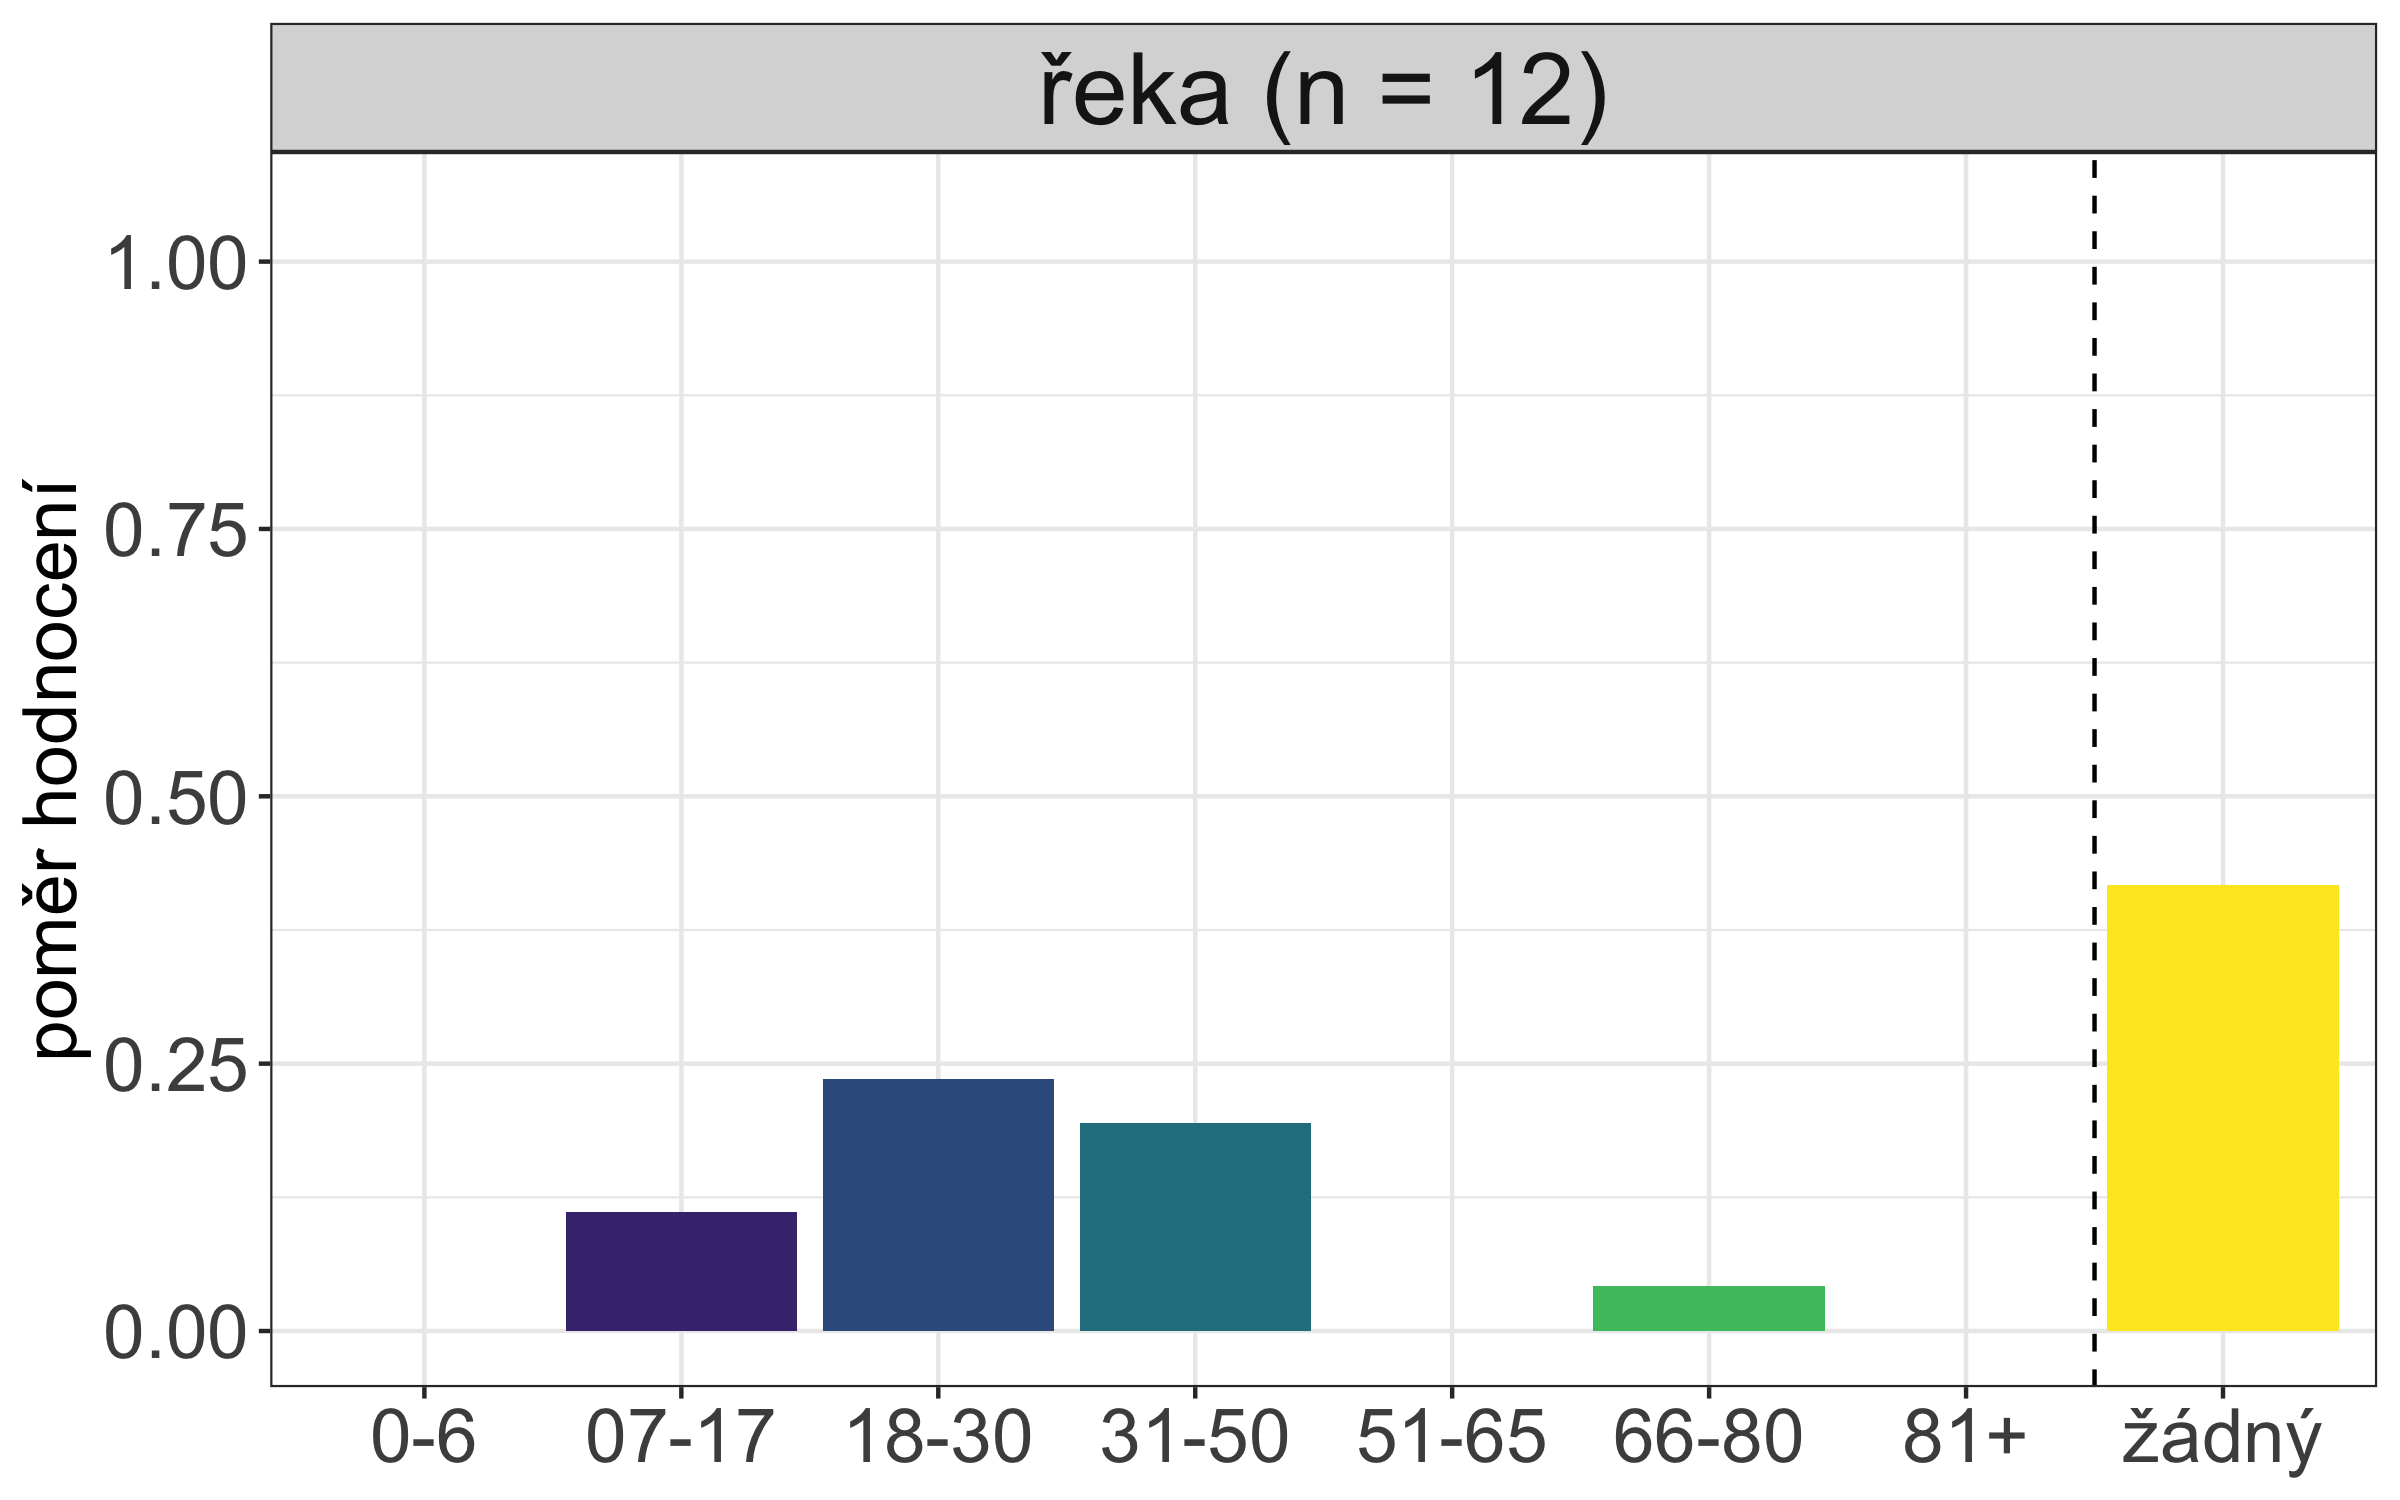 řeka (n = 12)
poměr hodnocení
1.00
0.75
0.50
0.25
0.00
0-6 07-17 18-30 31-50 51-65 66-80 81+ žádný